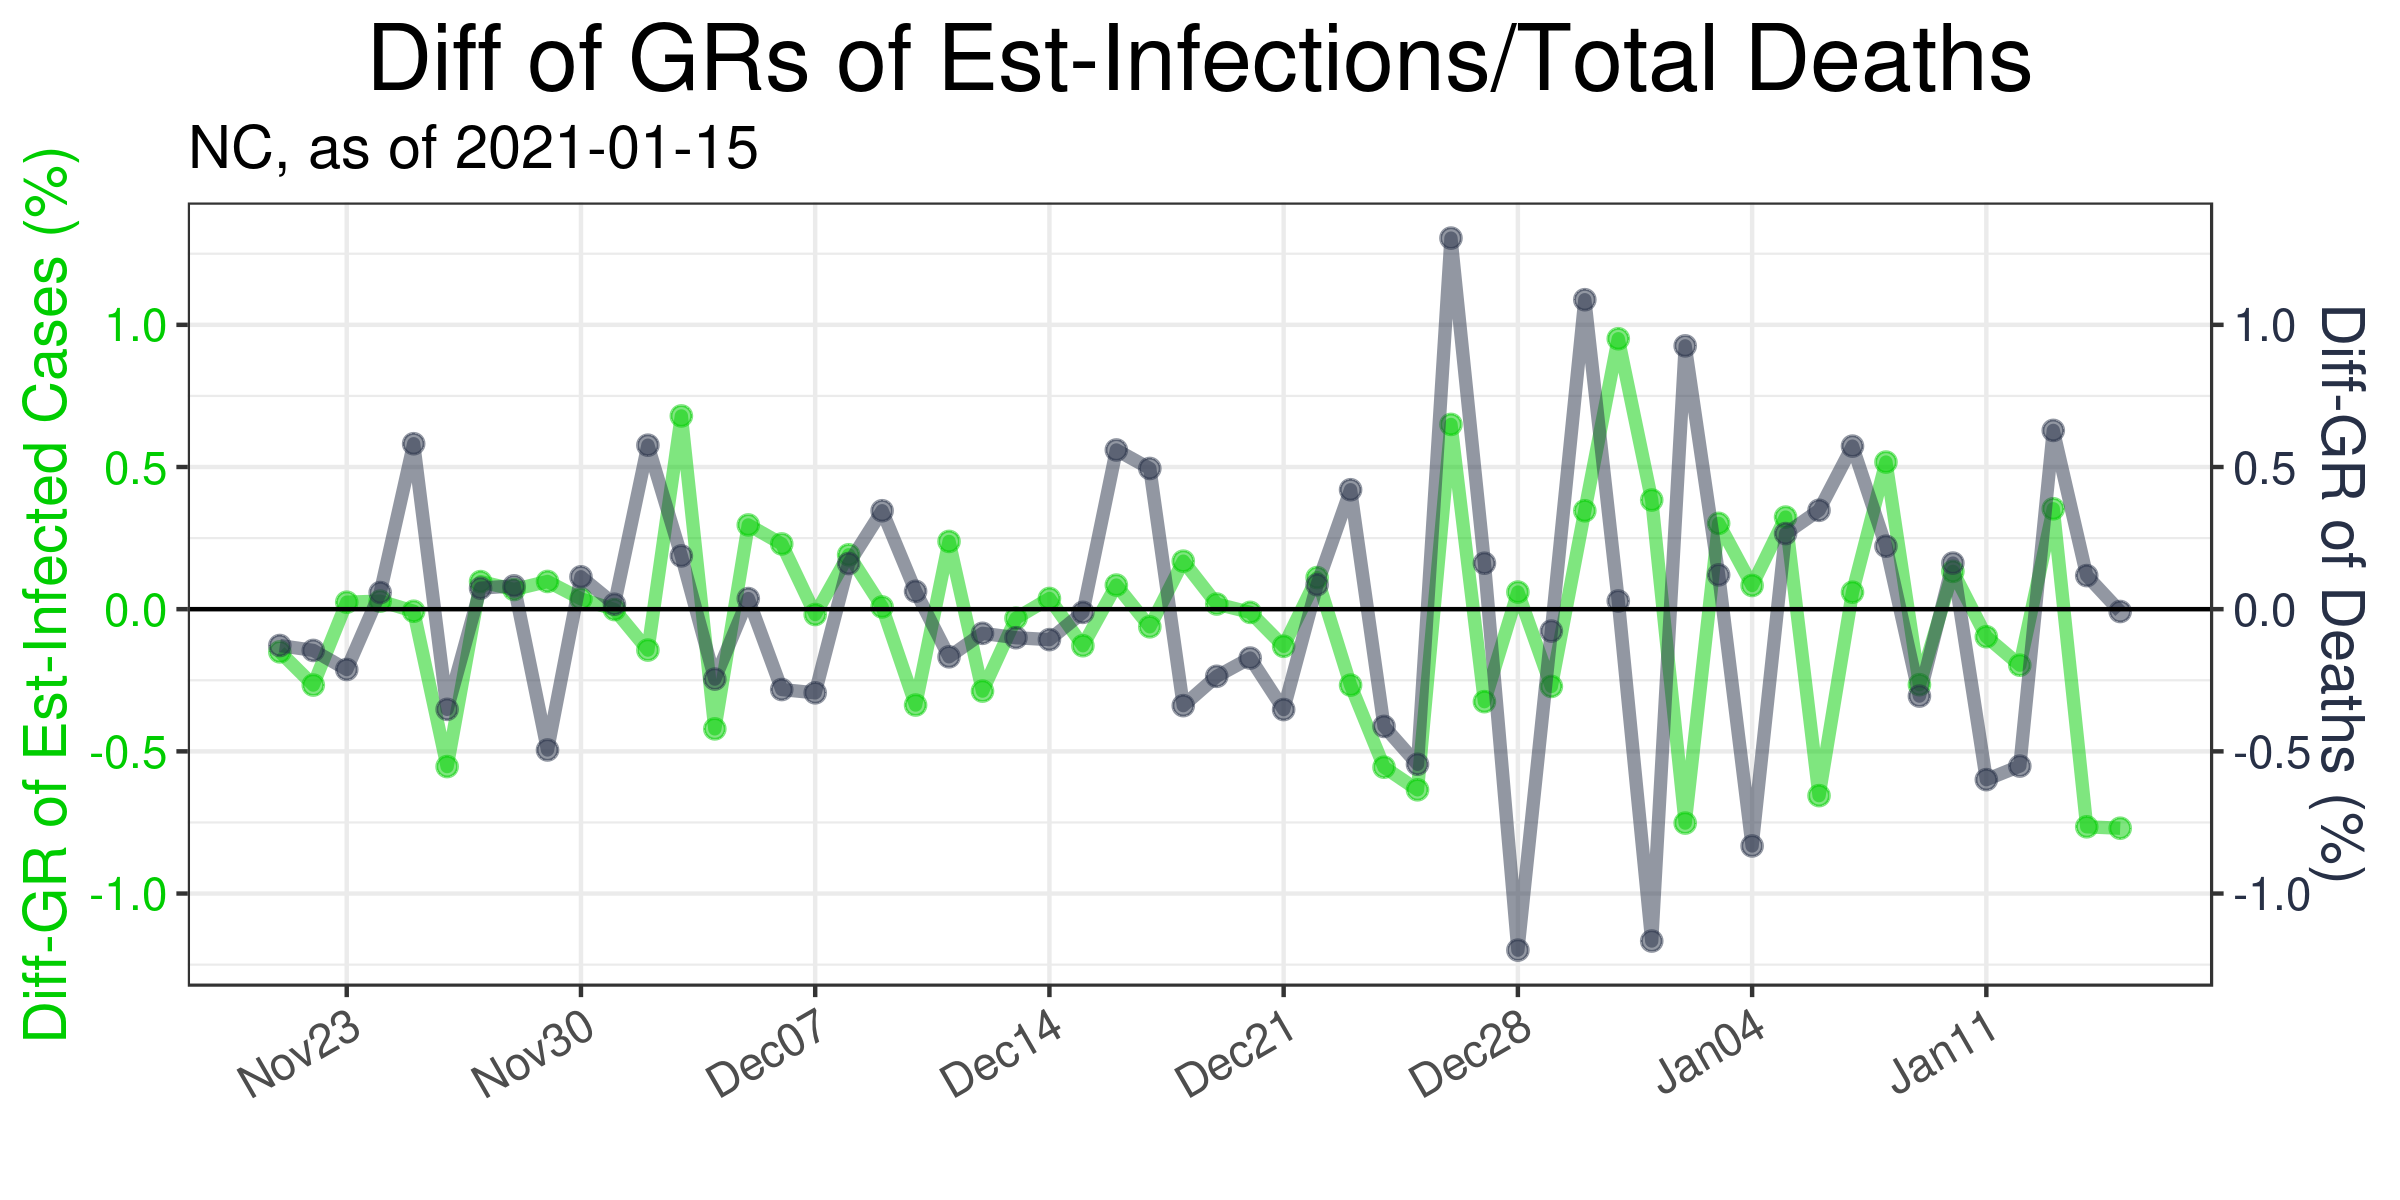 Diff of GRs of Est-Infections/Total Deaths
NC, as of 2021-01-15
Diff-GR of Est-Infected Cases (%)
1.0
0.5
0.0
-0.5
-1.0
1.0
0.5
0.0
-0.5
-1.0
Diff-GR of Deaths (%)
Nov23
Nov30
Dec07
Dec14
Dec21
Dec28
Jan04
Jan11